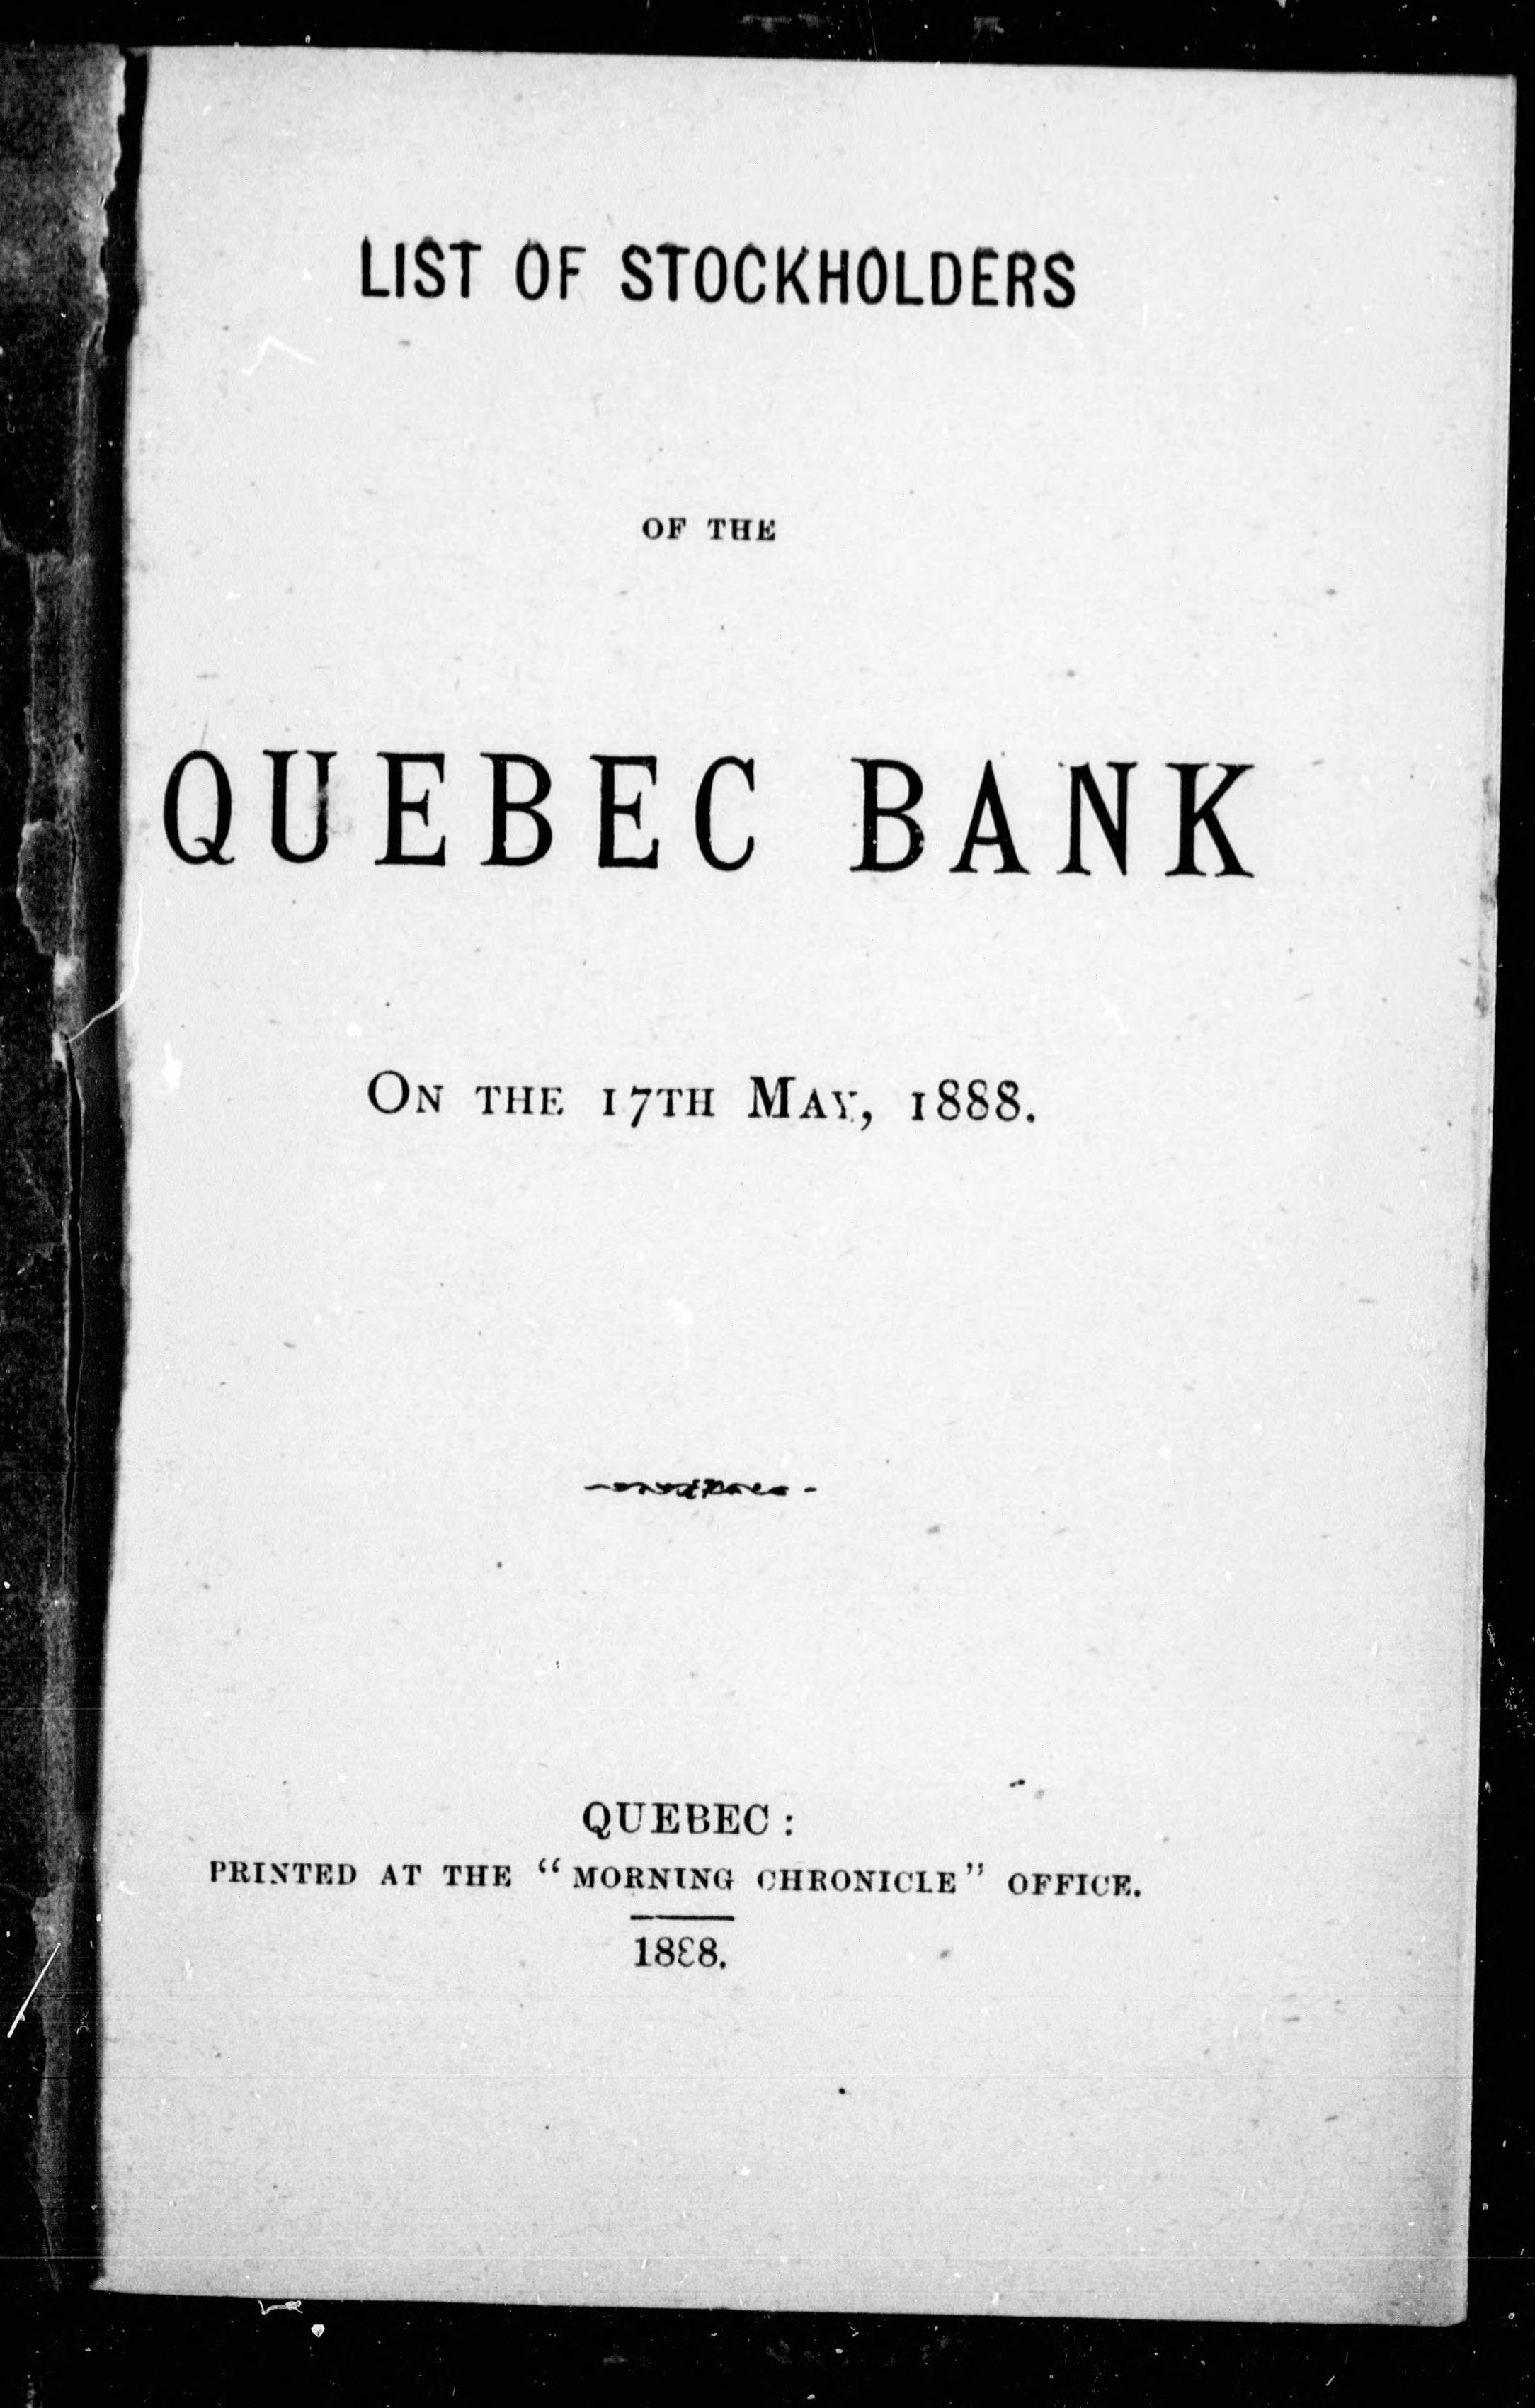 LIST OF STOCKHOLDERS
OF THE
QUEBEC BANK
ON THE 17TH MAY, 1888.
QUEBEC:
PRINTED AT THE "MORNING CHRONICLE" OFFICE.
1888.